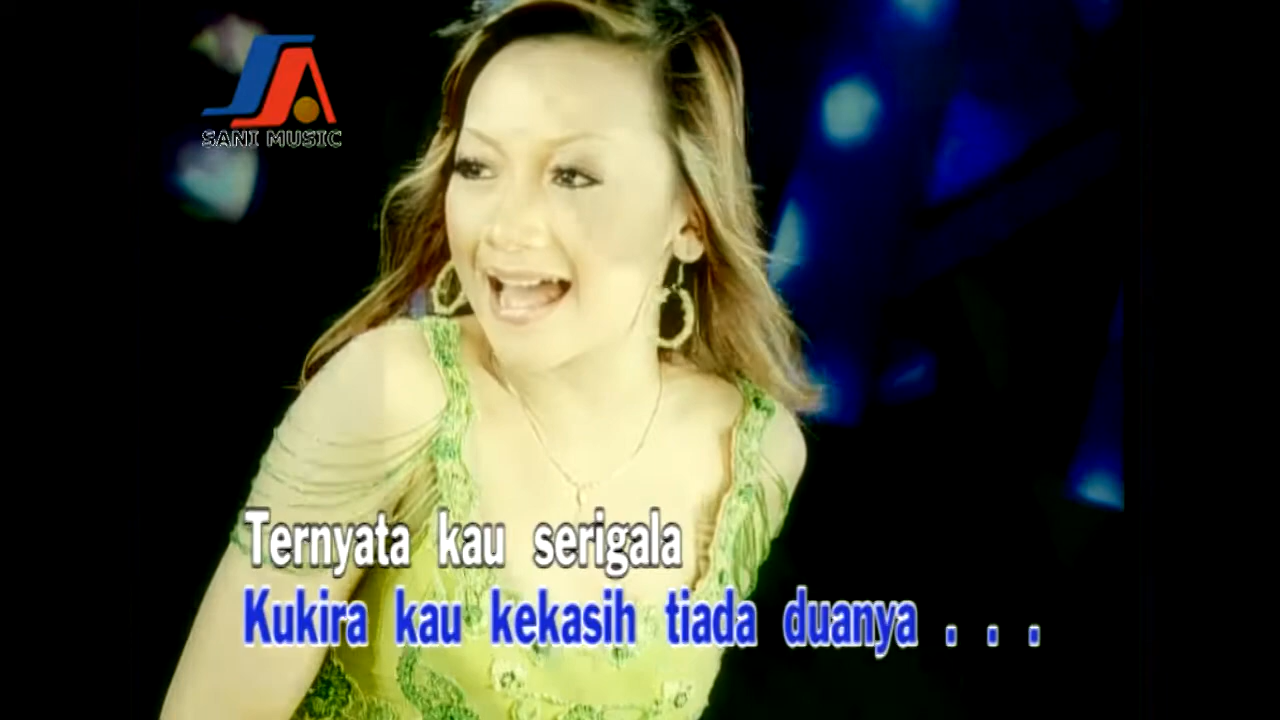 SANI MUSIC
Ternyata kau serigala
Kukira kau kekasih tiada duanya . . .